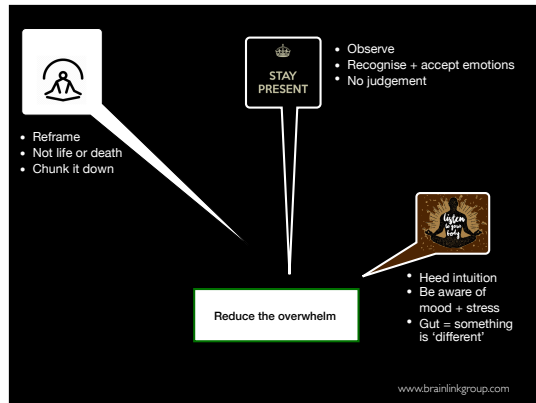 • Reframe
• Not life or death
• Chunk it down
STAY
PRESENT
• Observe
• Recognise + accept emotions
• No judgement
listen
to your
body
• Heed intuition
• Be aware of
mood + stress
• Gut = something
is ‘different’
Reduce the overwhelm
www.brainlinkgroup.com